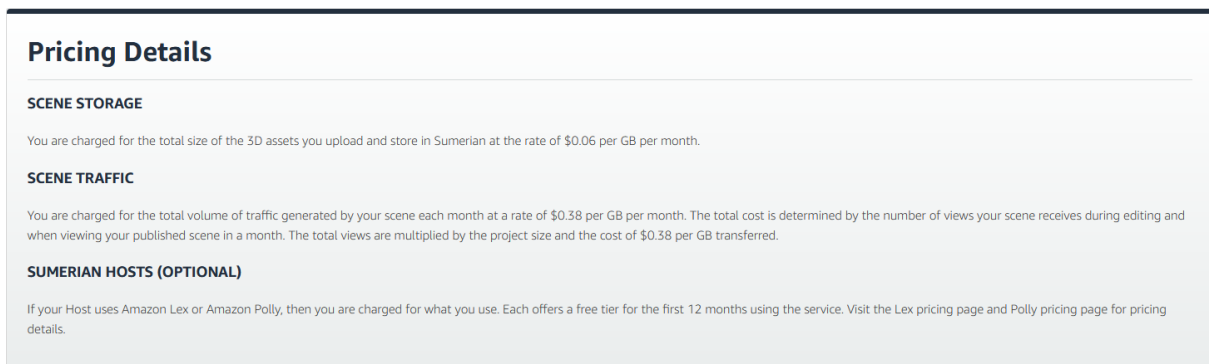 Pricing Details
SCENE STORAGE
You are charged for the total size of the 3D assets you upload and store in Sumerian at the rate of $0.06 per GB per month.
SCENE TRAFFIC
You are charged for the total volume of traffic generated by your scene each month at a rate of $0.38 per GB per month. The total cost is determined by the number of views your scene receives during editing and
when viewing your published scene in a month. The total views are multiplied by the project size and the cost of $0.38 per GB transferred.
SUMERIAN HOSTS (OPTIONAL)
If your Host uses Amazon Lex or Amazon Polly, then you are charged for what you use. Each offers a free tier for the first 12 months using the service. Visit the Lex pricing page and Polly pricing page for pricing
details.